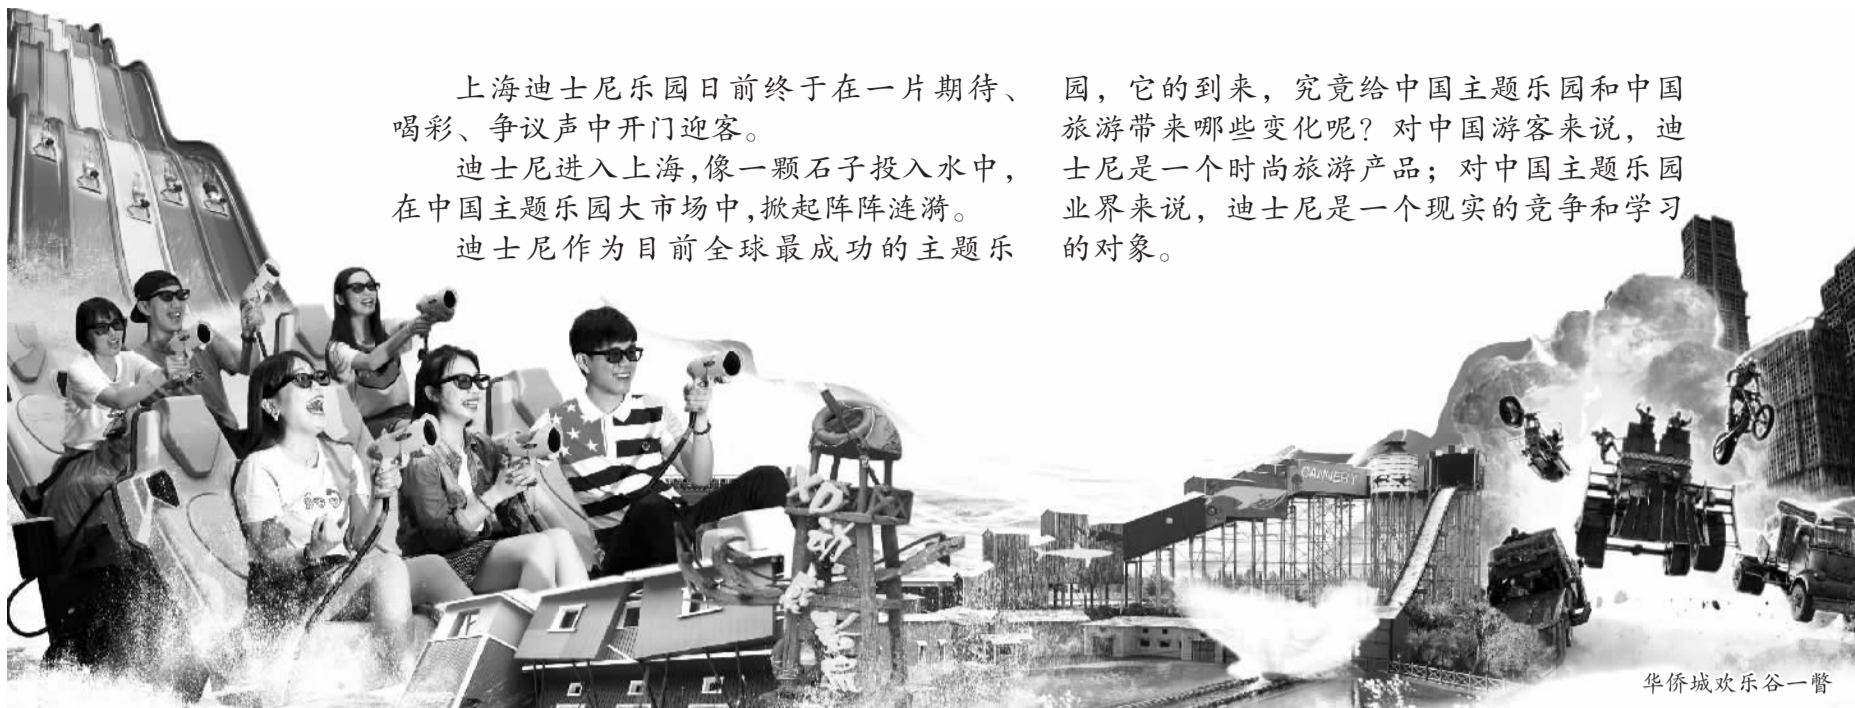 上海迪士尼乐园日前终于在一片期待、
喝彩、争议声中开门迎客。
迪士尼进入上海,像一颗石子投入水中,
在中国主题乐园大市场中,掀起阵阵涟漪。
迪士尼作为目前全球最成功的主题乐
园，它的到来，究竟给中国主题乐园和中国
旅游带来哪些变化呢？对中国游客来说，迪
士尼是一个时尚旅游产品；对中国主题乐园
业界来说，迪士尼是一个现实的竞争和学习
的对象。
CANNERY
华侨城欢乐谷一瞥